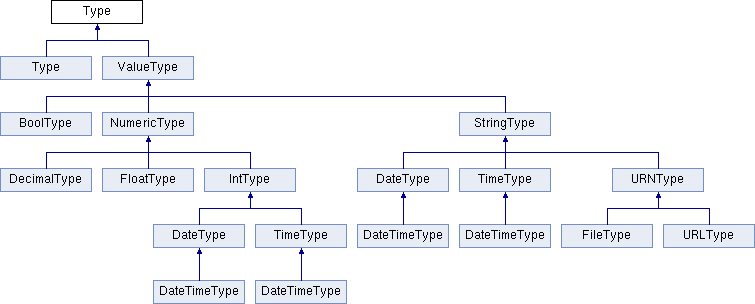 Type
Type ValueType
BoolType NumericType StringType
DecimalType FloatType IntType DateType TimeType URNType
DateType TimeType DateTimeType DateTimeType FileType URLType
DateTimeType DateTimeType